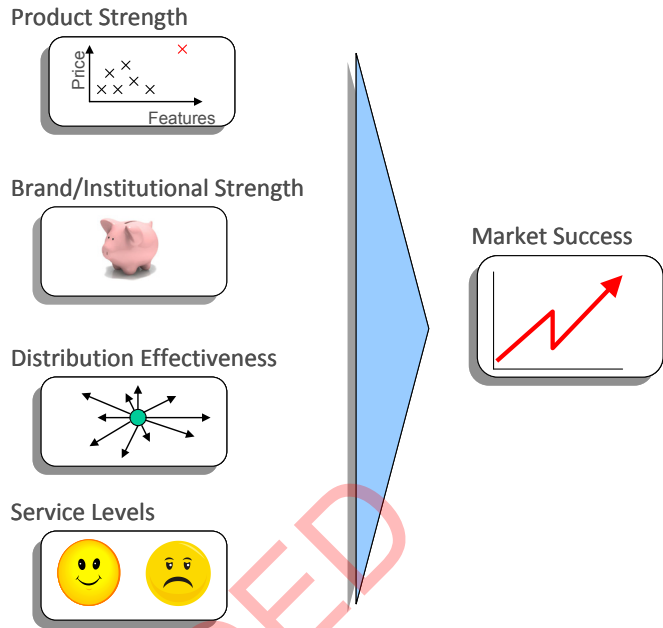 Product Strength
Price
Features
Brand/Institutional Strength
Market Success
Distribution Effectiveness
Service Levels